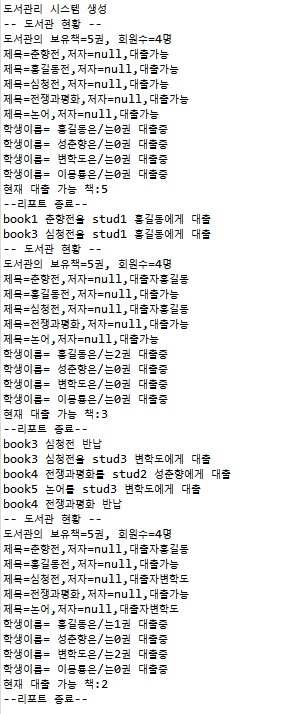 도서관리 시스템 생성
-- 도서관 현황 --
도서관의 보유책=5권, 회원수=4명
제목=춘향전,저자=null,대출가능
제목=홍길동전,저자=null,대출가능
제목=심청전,저자=null,대출가능
제목=전쟁과평화,저자=null,대출가능
제목=논어,저자=null,대출가능
학생이름= 홍길동은/는0권 대출중
학생이름= 성춘향은/는0권 대출중
학생이름= 변학도은/는0권 대출중
학생이름= 이몽룡은/는0권 대출중
현재 대출 가능 책:5
--리포트 종료--
book1 춘향전을 stud1 홍길동에게 대출
book3 심청전을 stud1 홍길동에게 대출
-- 도서관 현황 --
도서관의 보유책=5권, 회원수=4명
제목=춘향전,저자=null,대출자홍길동
제목=홍길동전,저자=null,대출가능
제목=심청전,저자=null,대출자홍길동
제목=전쟁과평화,저자=null,대출가능
제목=논어,저자=null,대출가능
학생이름= 홍길동은/는2권 대출중
학생이름= 성춘향은/는0권 대출중
학생이름= 변학도은/는0권 대출중
학생이름= 이몽룡은/는0권 대출중
현재 대출 가능 책:3
--리포트 종료--
book3 심청전 반납
book3 심청전을 stud3 변학도에게 대출
book4 전쟁과평화를 stud2 성춘향에게 대출
book5 논어를 stud3 변학도에게 대출
book4 전쟁과평화 반납
-- 도서관 현황 --
도서관의 보유책=5권, 회원수=4명
제목=춘향전,저자=null,대출자홍길동
제목=홍길동전,저자=null,대출가능
제목=심청전,저자=null,대출자변학도
제목=전쟁과평화,저자=null,대출가능
제목=논어,저자=null,대출자변학도
학생이름= 홍길동은/는1권 대출중
학생이름= 성춘향은/는0권 대출중
학생이름= 변학도은/는2권 대출중
학생이름= 이몽룡은/는0권 대출중
현재 대출 가능 책:2
--리포트 종료--